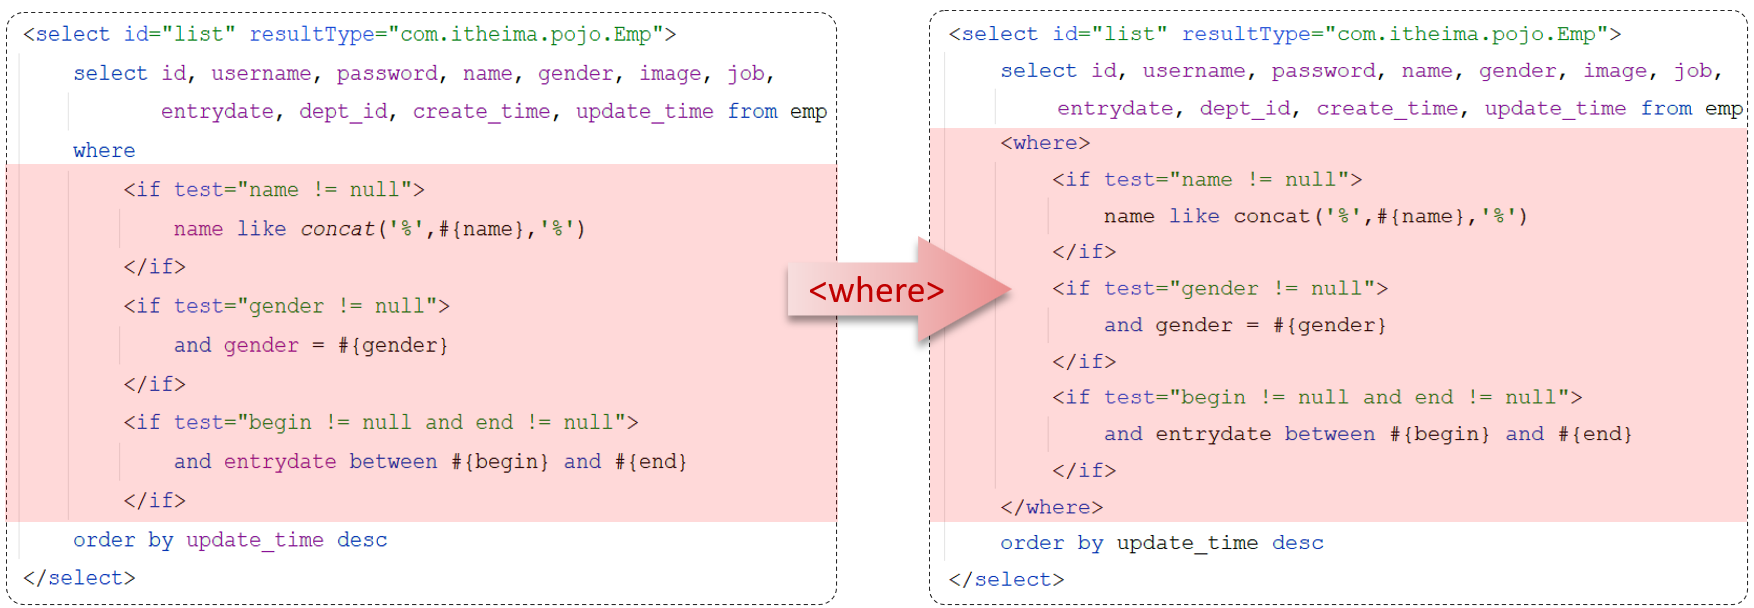 <select id="list" resultType="com.itheima.pojo.Emp">
select id, username, password, name, gender, image, job,
entrydate, dept_id, create_time, update_time from emp
where
<if test="name != null">
name like concat('%',#{name},'%')
</if>
<if test="gender != null">
and gender = #{gender}
</if>
<if test="begin != null and end != null">
and entrydate between #{begin} and #{end}
</if>
order by update_time desc
</select>
<where>
<select id="list" resultType="com.itheima.pojo.Emp">
select id, username, password, name, gender, image, job,
entrydate, dept_id, create_time, update_time from emp
<where>
<if test="name != null">
name like concat('%',#{name},'%')
</if>
<if test="gender != null">
and gender = #{gender}
</if>
<if test="begin != null and end != null">
and entrydate between #{begin} and #{end}
</if>
</where>
order by update_time desc
</select>